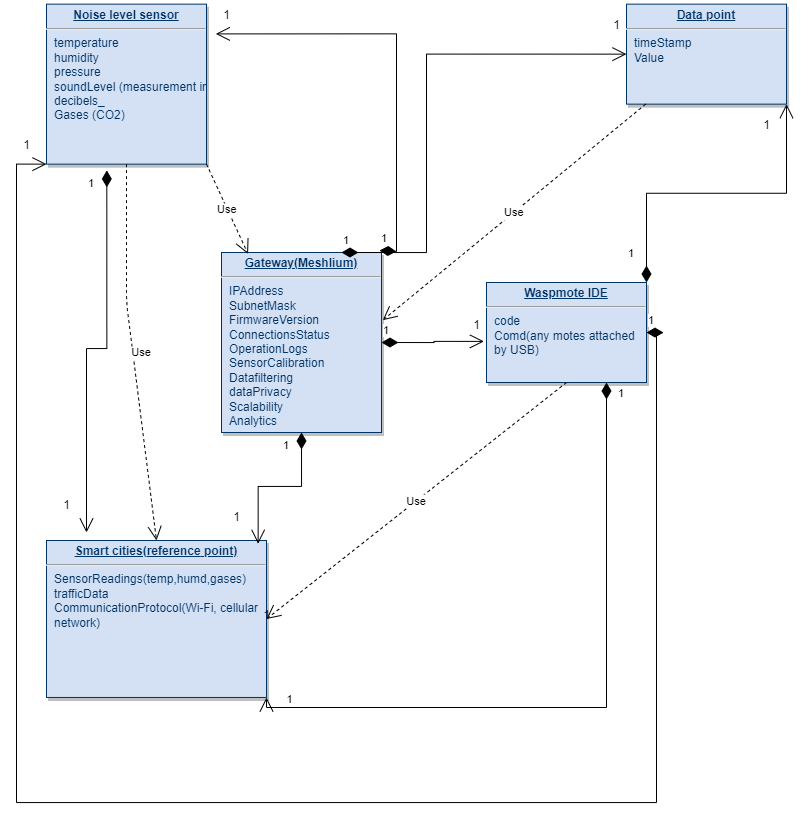 Noise level sensor
temperature
humidity
pressure
soundLevel (measurement in
decibels_
Gases (CO2)
1
1
Data point
timeStamp
Value
1
1
1
Use
Use
1
1
Gateway(Meshlium)
IPAddress
SubnetMask
FirmwareVersion
ConnectionsStatus
OperationLogs
SensorCalibration
Datafiltering
dataPrivacy
Scalability
Analytics
1
1
1
Waspmote IDE
code
Comd(any motes attached
by USB)
1
1
Use
1
Use
1
1
Smart cities(reference point)
SensorReadings(temp,humd,gases)
trafficData
CommunicationProtocol(Wi-Fi, cellular
network)
1